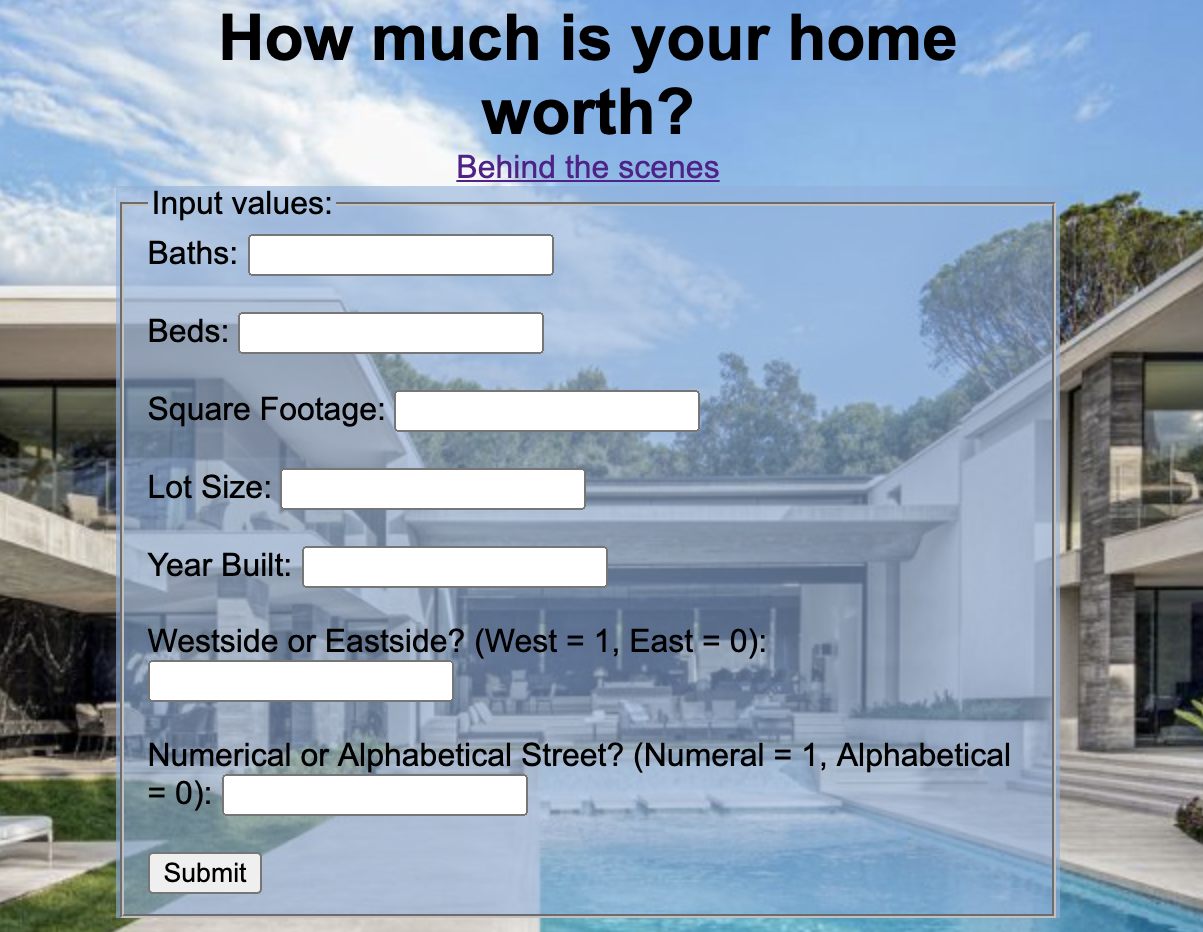 How much is your home
worth?
Behind the scenes
Input values:
Baths:
Beds:
Square Footage:
Lot Size:
Year Built:
Westside or Eastside? (West = 1, East = 0):
Numerical or Alphabetical Street? (Numeral = 1, Alphabetical
= 0):
Submit